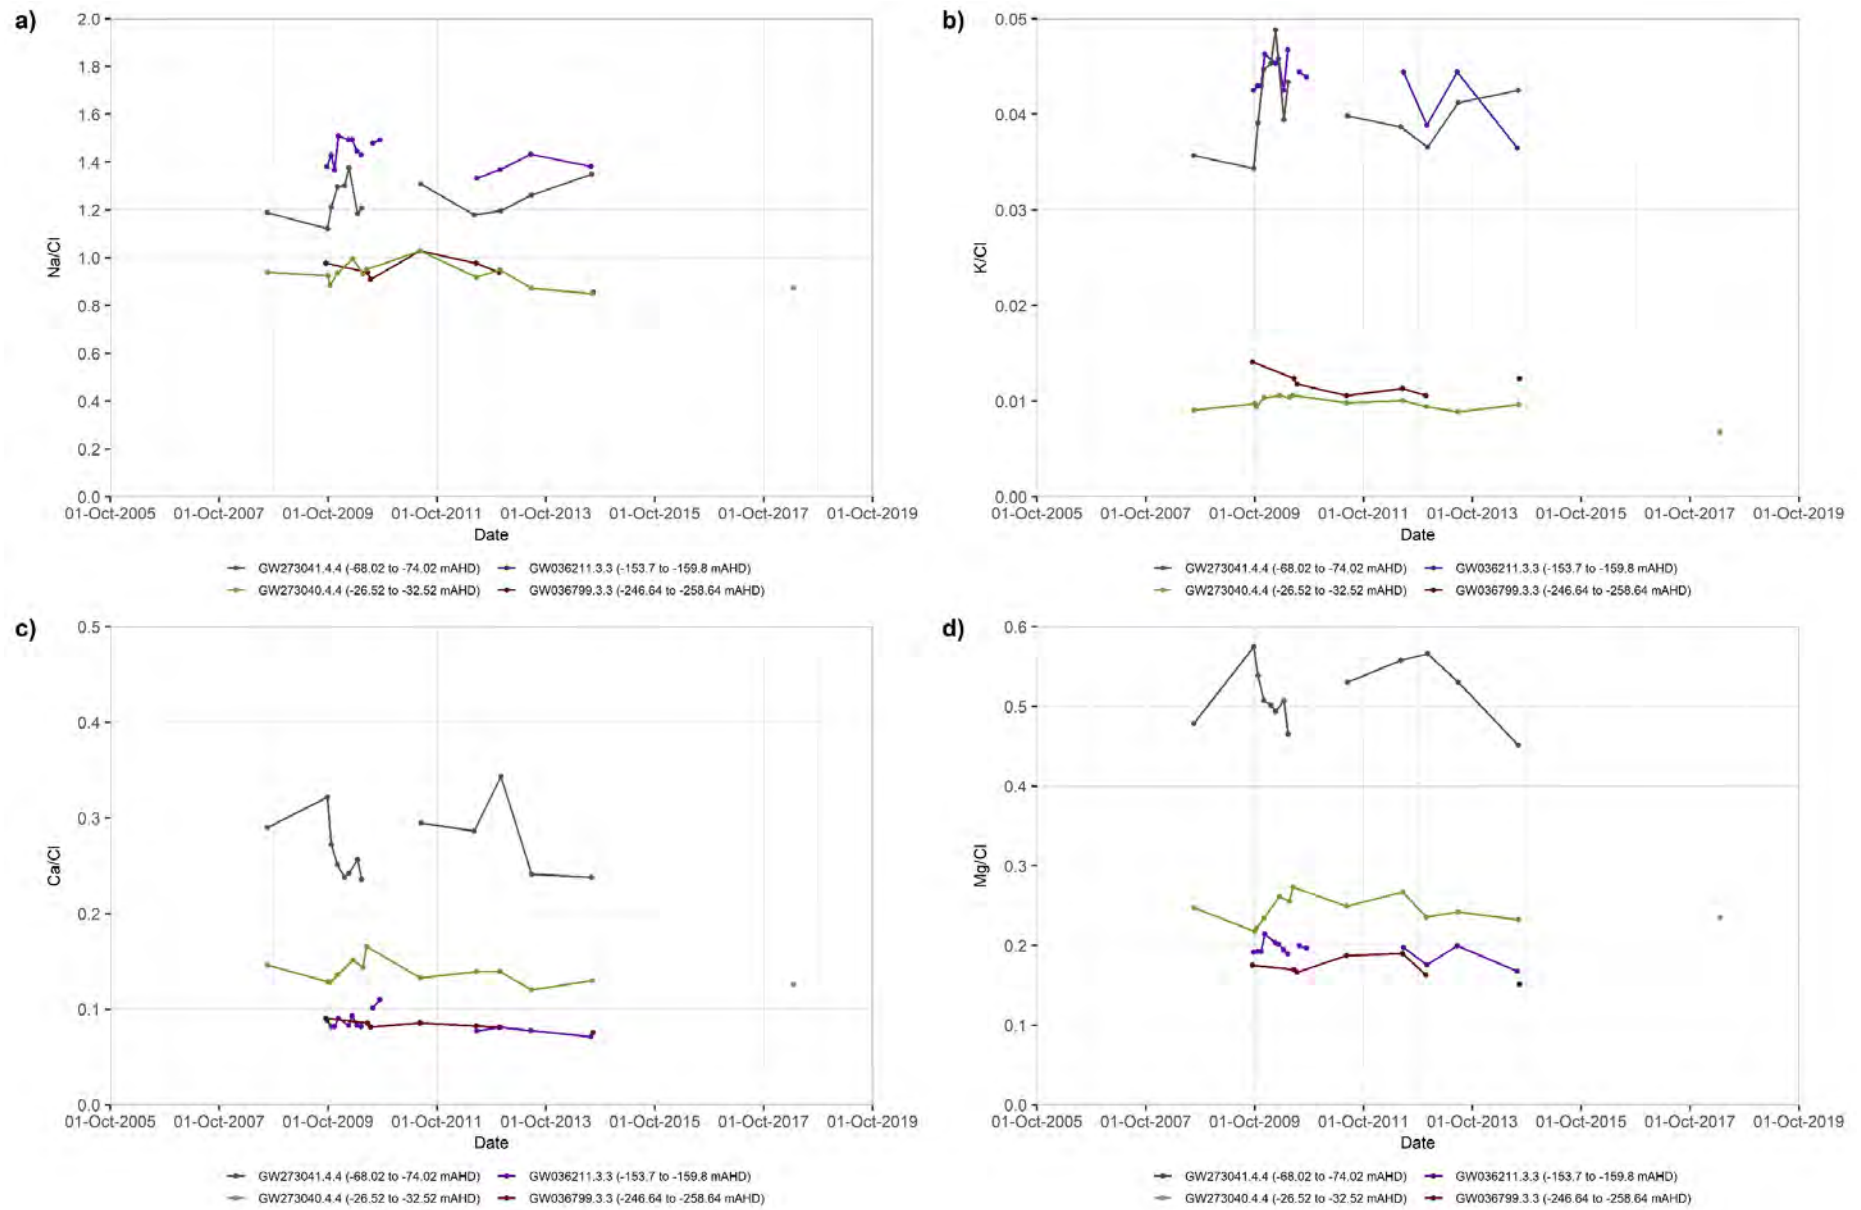 a)
2.0
1.8
1.6
1.4
1.2
1.0
0.8
0.6
0.4
0.2
0.0
Na/Cl
01-Oct-2005 01-Oct-2007 01-Oct-2009 01-Oct-2011 01-Oct-2013 01-Oct-2015 01-Oct-2017 01-Oct-2019
Date
GW273041.4.4 (-68.02 to -74.02 mAHD) GW036211.3.3 (-153.7 to -159.8 mAHD)
GW273040.4.4 (-26.52 to -32.52 mAHD) GW036799.3.3 (-246.64 to -258.64 mAHD)
b)
0.05
0.04
0.03
0.02
0.01
0.00
K/Cl
01-Oct-2005 01-Oct-2007 01-Oct-2009 01-Oct-2011 01-Oct-2013 01-Oct-2015 01-Oct-2017 01-Oct-2019
Date
GW273041.4.4 (-68.02 to -74.02 mAHD) GW036211.3.3 (-153.7 to -159.8 mAHD)
GW273040.4.4 (-26.52 to -32.52 mAHD) GW036799.3.3 (-246.64 to -258.64 mAHD)
c)
0.5
0.4
0.3
0.2
0.1
0.0
Ca/Cl
01-Oct-2005 01-Oct-2007 01-Oct-2009 01-Oct-2011 01-Oct-2013 01-Oct-2015 01-Oct-2017 01-Oct-2019
Date
GW273041.4.4 (-68.02 to -74.02 mAHD) GW036211.3.3 (-153.7 to -159.8 mAHD)
GW273040.4.4 (-26.52 to -32.52 mAHD) GW036799.3.3 (-246.64 to -258.64 mAHD)
d)
0.6
0.5
0.4
0.3
0.2
0.1
0.0
Mg/Cl
01-Oct-2005 01-Oct-2007 01-Oct-2009 01-Oct-2011 01-Oct-2013 01-Oct-2015 01-Oct-2017 01-Oct-2019
Date
GW273041.4.4 (-68.02 to -74.02 mAHD) GW036211.3.3 (-153.7 to -159.8 mAHD)
GW273040.4.4 (-26.52 to -32.52 mAHD) GW036799.3.3 (-246.64 to -258.64 mAHD)